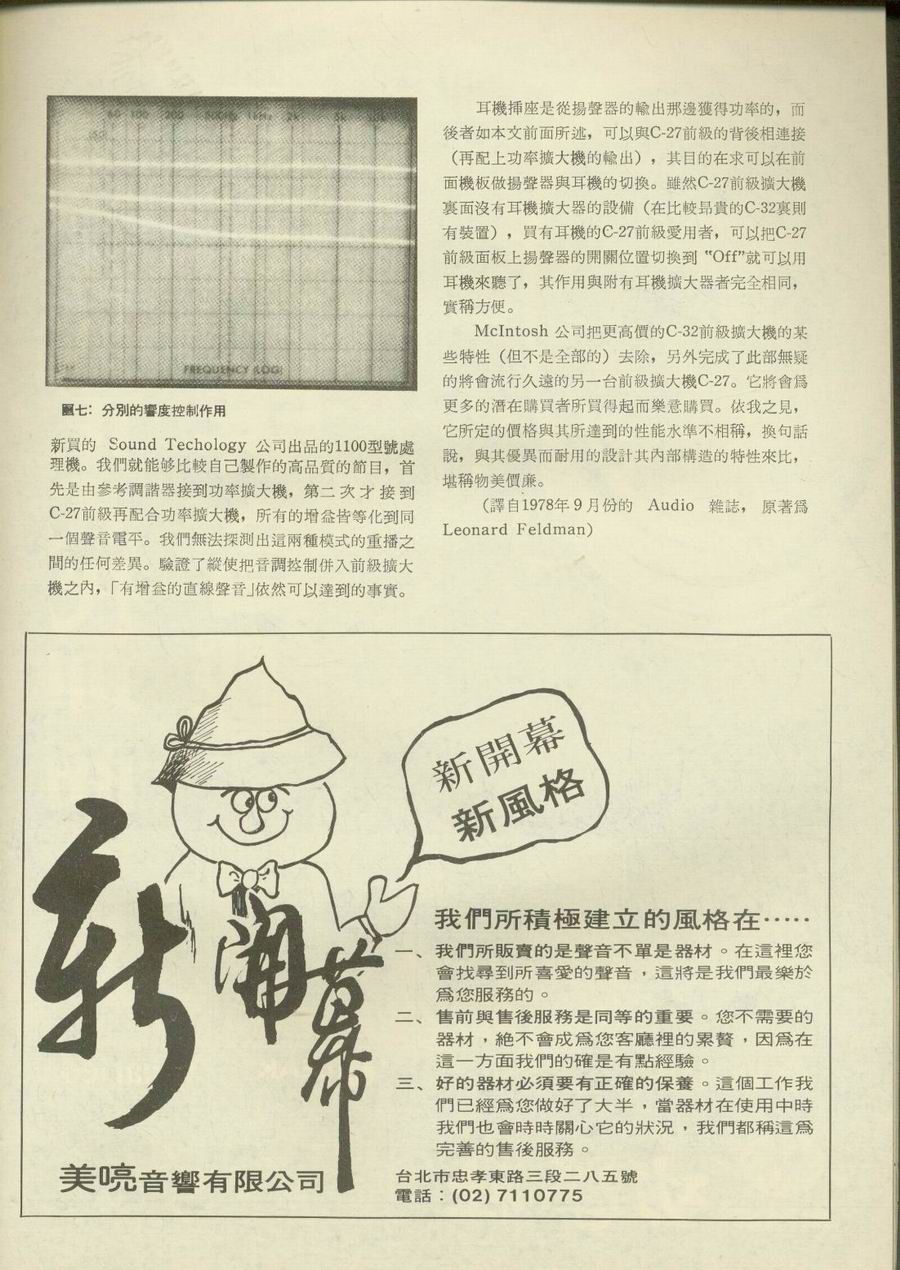 60 100 200 500Hz 1kHz 2k 5k
FREQUENCY (LOG)
圖七：分別的響度控制作用
新買的 Sound Techology 公司出品的1100型號處
理機。我們就能够比較自己製作的高品質的節目，首
先是由參考調諧器接到功率擴大機，第二次才接到
C-27前級再配合功率擴大機，所有的增益皆等化到同
一個聲音電平。我們無法探測出這兩種模式的重播之
間的任何差異。驗證了縱使把音調控制併入前級擴大
機之內，「有增益的直線聲音」依然可以達到的事實。
耳機揷座是從揚聲器的輸出那邊獲得功率的，而
後者如本文前面所述，可以與C-27前級的背後相連接
（再配上功率擴大機的輸出），其目的在求可以在前
面機板做揚聲器與耳機的切換。雖然C-27前級擴大機
裏面沒有耳機擴大器的設備（在比較昂貴的C-32裏則
有裝置），買有耳機的C-27前級愛用者，可以把C-27
前級面板上揚聲器的開關位置切換到 “Off”就可以用
耳機來聽了，其作用與附有耳機擴大器者完全相同，
實稱方便。
McIntosh 公司把更高價的C-32前級擴大機的某
些特性（但不是全部的）去除，另外完成了此部無疑
的將會流行久遠的另一台前級擴大機C-27。它將會爲
更多的潛在購買者所買得起而樂意購買。依我之見，
它所定的價格與其所達到的性能水準不相稱，換句話
說，與其優異而耐用的設計其內部構造的特性來比，
堪稱物美價廉。
(譯自1978年9月份的 Audio 雜誌，原著爲
Leonard Feldman)
新開幕
新風格
新開幕
我們所積極建立的風格在·····
一、我們所販賣的是聲音不單是器材。在這裡您
會找尋到所喜愛的聲音，這將是我們最樂於
爲您服務的。
二、售前與售後服務是同等的重要。您不需要的
器材，絕不會成爲您客廳裡的累贅，因爲在
這一方面我們的確是有點經驗。
三、好的器材必須要有正確的保養。這個工作我
們已經爲您做好了大半，當器材在使用中時
我們也會時時關心它的狀況，我們都稱這爲
完善的售後服務。
美喨音響有限公司
台北市忠孝東路三段二八五號
電話：(02) 7110775